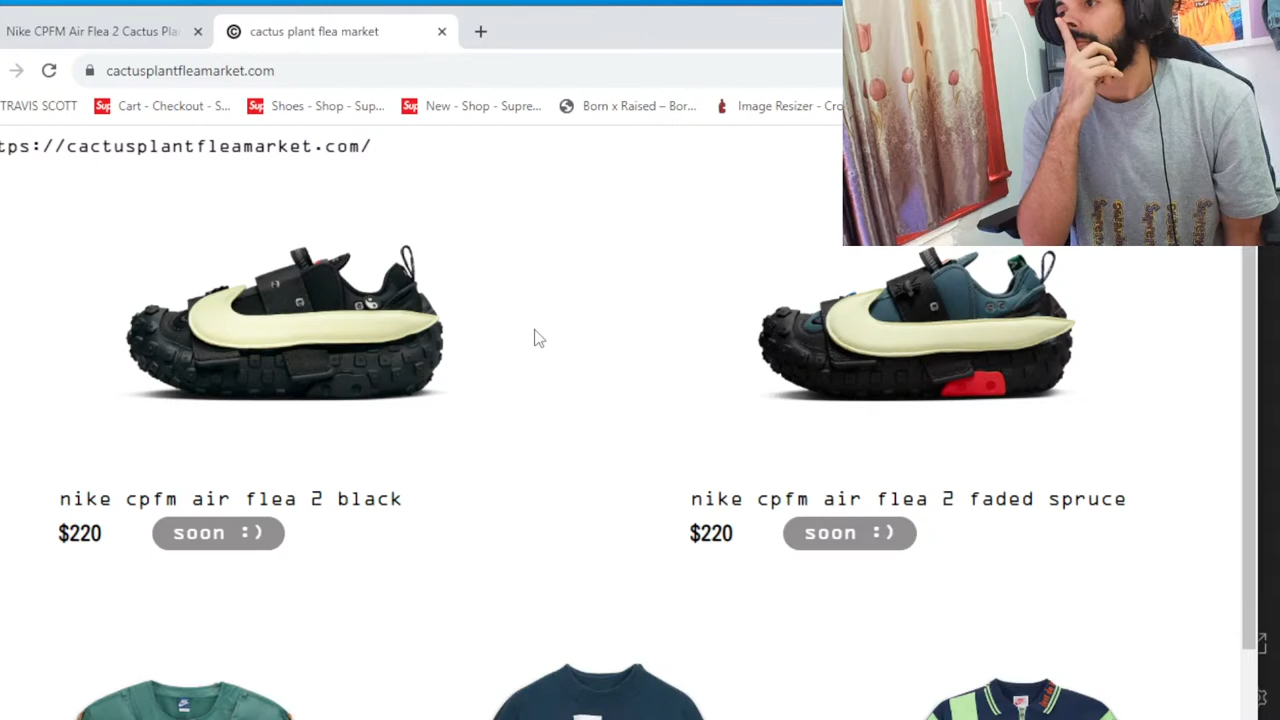 Nike CPFM Air Flea 2 Cactus Pla
cactus plant flea market
cactusplantfleamarket.com
TRAVIS SCOTT
Cart - Checkout - S...
Shoes - Shop - Sup...
New - Shop - Supre...
Born x Raised – Bor...
Image Resizer - Cro
tps://cactusplantfleamarket.com/
nike cpfm air flea 2 black
$220 soon :)
nike cpfm air flea 2 faded spruce
$220 soon :)